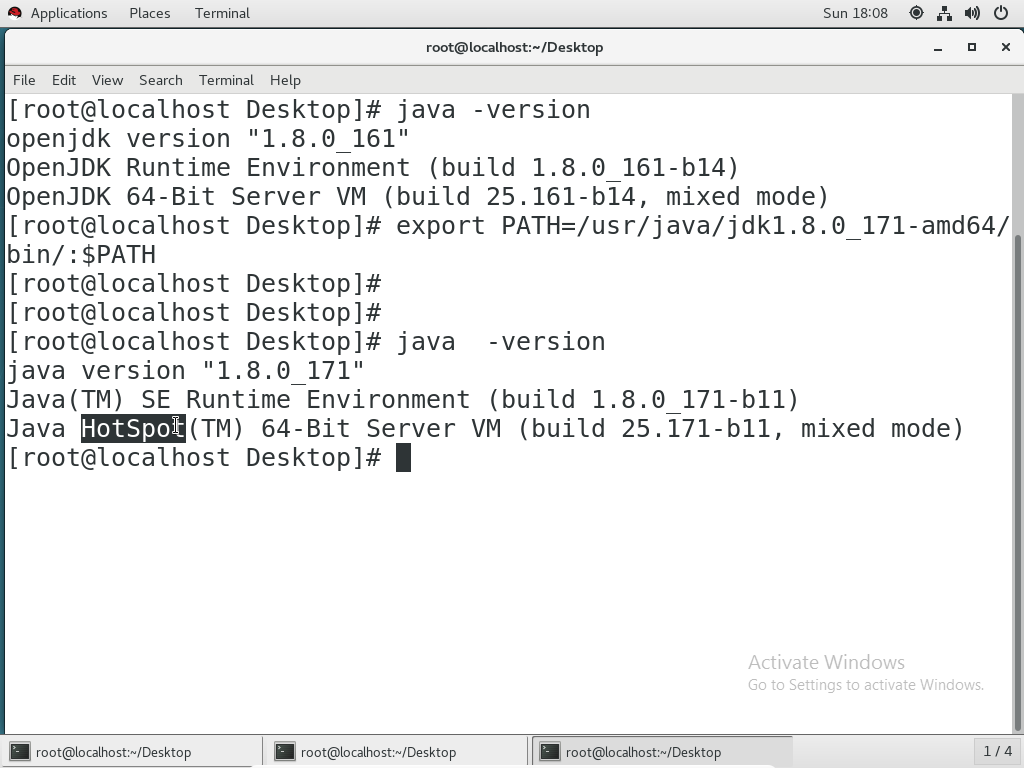 Applications Places Terminal Sun 18:08
root@localhost:~/Desktop
File Edit View Search Terminal Help
[root@localhost Desktop]# java -version
openjdk version "1.8.0_161"
OpenJDK Runtime Environment (build 1.8.0_161-b14)
OpenJDK 64-Bit Server VM (build 25.161-b14, mixed mode)
[root@localhost Desktop]# export PATH=/usr/java/jdk1.8.0_171-amd64/
bin/:$PATH
[root@localhost Desktop]#
[root@localhost Desktop]#
[root@localhost Desktop]# java  -version
java version "1.8.0_171"
Java(TM) SE Runtime Environment (build 1.8.0_171-b11)
Java HotSpot(TM) 64-Bit Server VM (build 25.171-b11, mixed mode)
[root@localhost Desktop]#
Activate Windows
Go to Settings to activate Windows.
root@localhost:~/Desktop root@localhost:~/Desktop root@localhost:~/Desktop 1 / 4